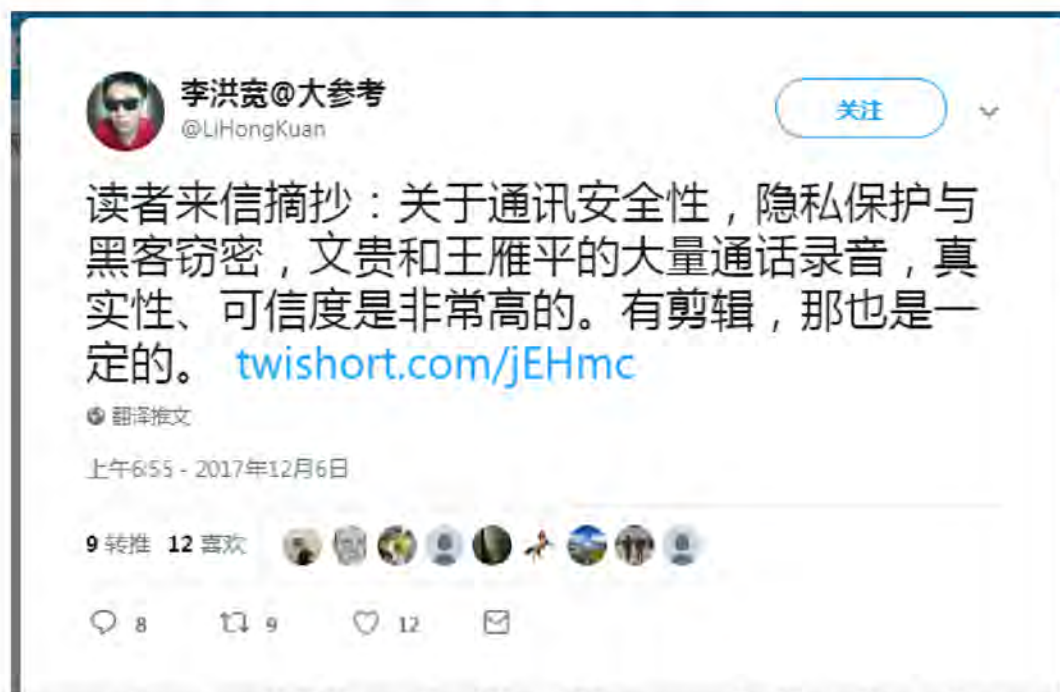 李洪宽@大参考
@LiHongKuan
关注
读者来信摘抄：关于通讯安全性，隐私保护与
黑客窃密，文贵和王雁平的大量通话录音，真
实性、可信度是非常高的。有剪辑，那也是一
定的。 twishort.com/jEHmc
翻译推文
上午6:55 - 2017年12月6日
9 转推 12 喜欢
8 9 12